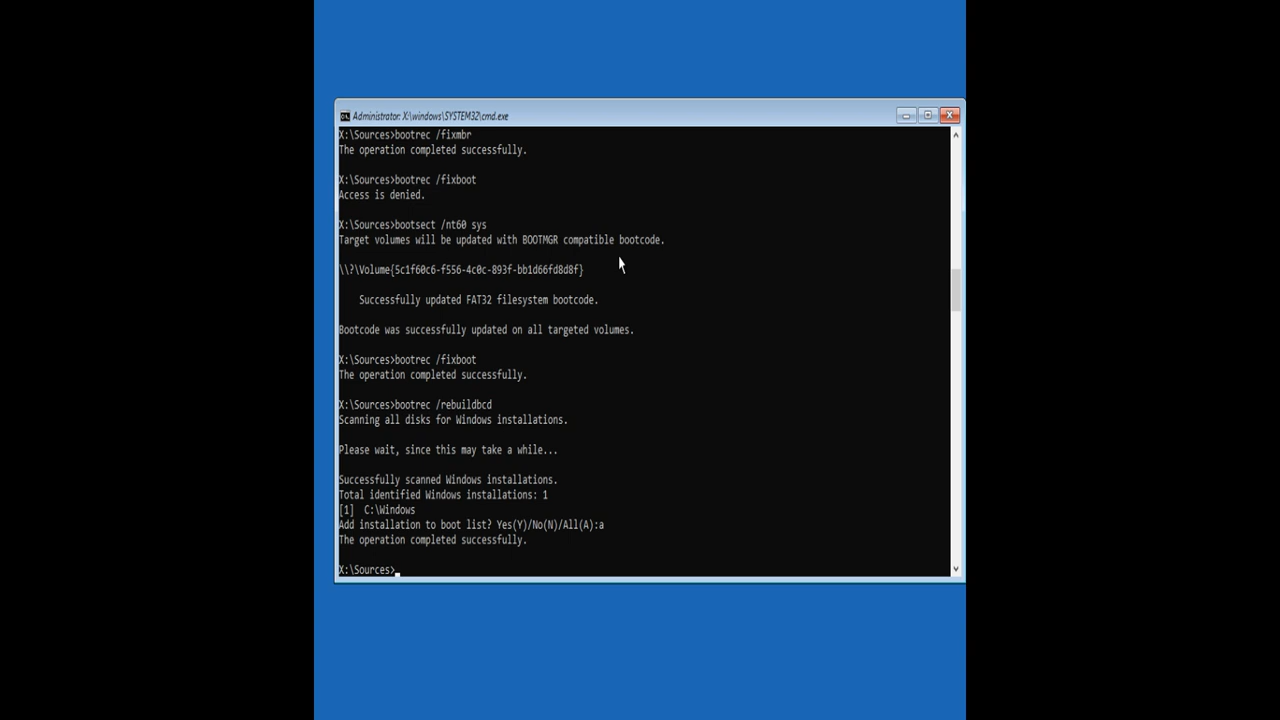 Administrator: X:\windows\SYSTEM32\cmd.exe
X:\Sources>bootrec /fixmbr
The operation completed successfully.
X:\Sources>bootrec /fixboot
Access is denied.
X:\Sources>bootsect /nt60 sys
Target volumes will be updated with BOOTMGR compatible bootcode.
\\?\Volume{5c1f60c6-f556-4c0c-893f-bb1d66fd8d8f}
Successfully updated FAT32 filesystem bootcode.
Bootcode was successfully updated on all targeted volumes.
X:\Sources>bootrec /fixboot
The operation completed successfully.
X:\Sources>bootrec /rebuildbcd
Scanning all disks for Windows installations.
Please wait, since this may take a while...
Successfully scanned Windows installations.
Total identified Windows installations: 1
[1]  C:\Windows
Add installation to boot list? Yes(Y)/No(N)/All(A):a
The operation completed successfully.
X:\Sources>